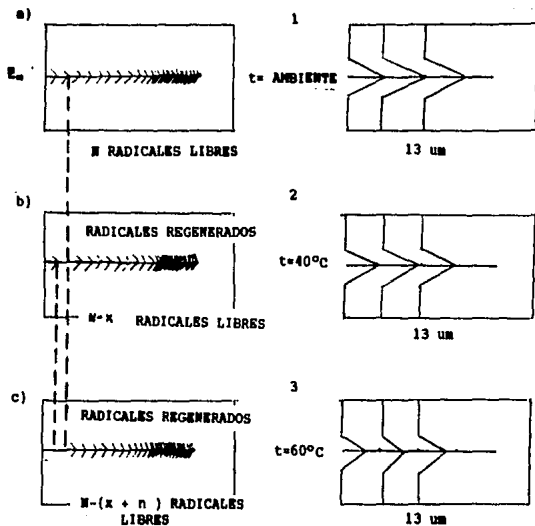 a)
1
t= AMBIENTE
N RADICALES LIBRES
13 um
b)
2
RADICALES REGENERADOS
t=40°C
N-x RADICALES LIBRES
13 um
c)
3
RADICALES REGENERADOS
t=60°C
N-(x + n ) RADICALES
LIBRES
13 um